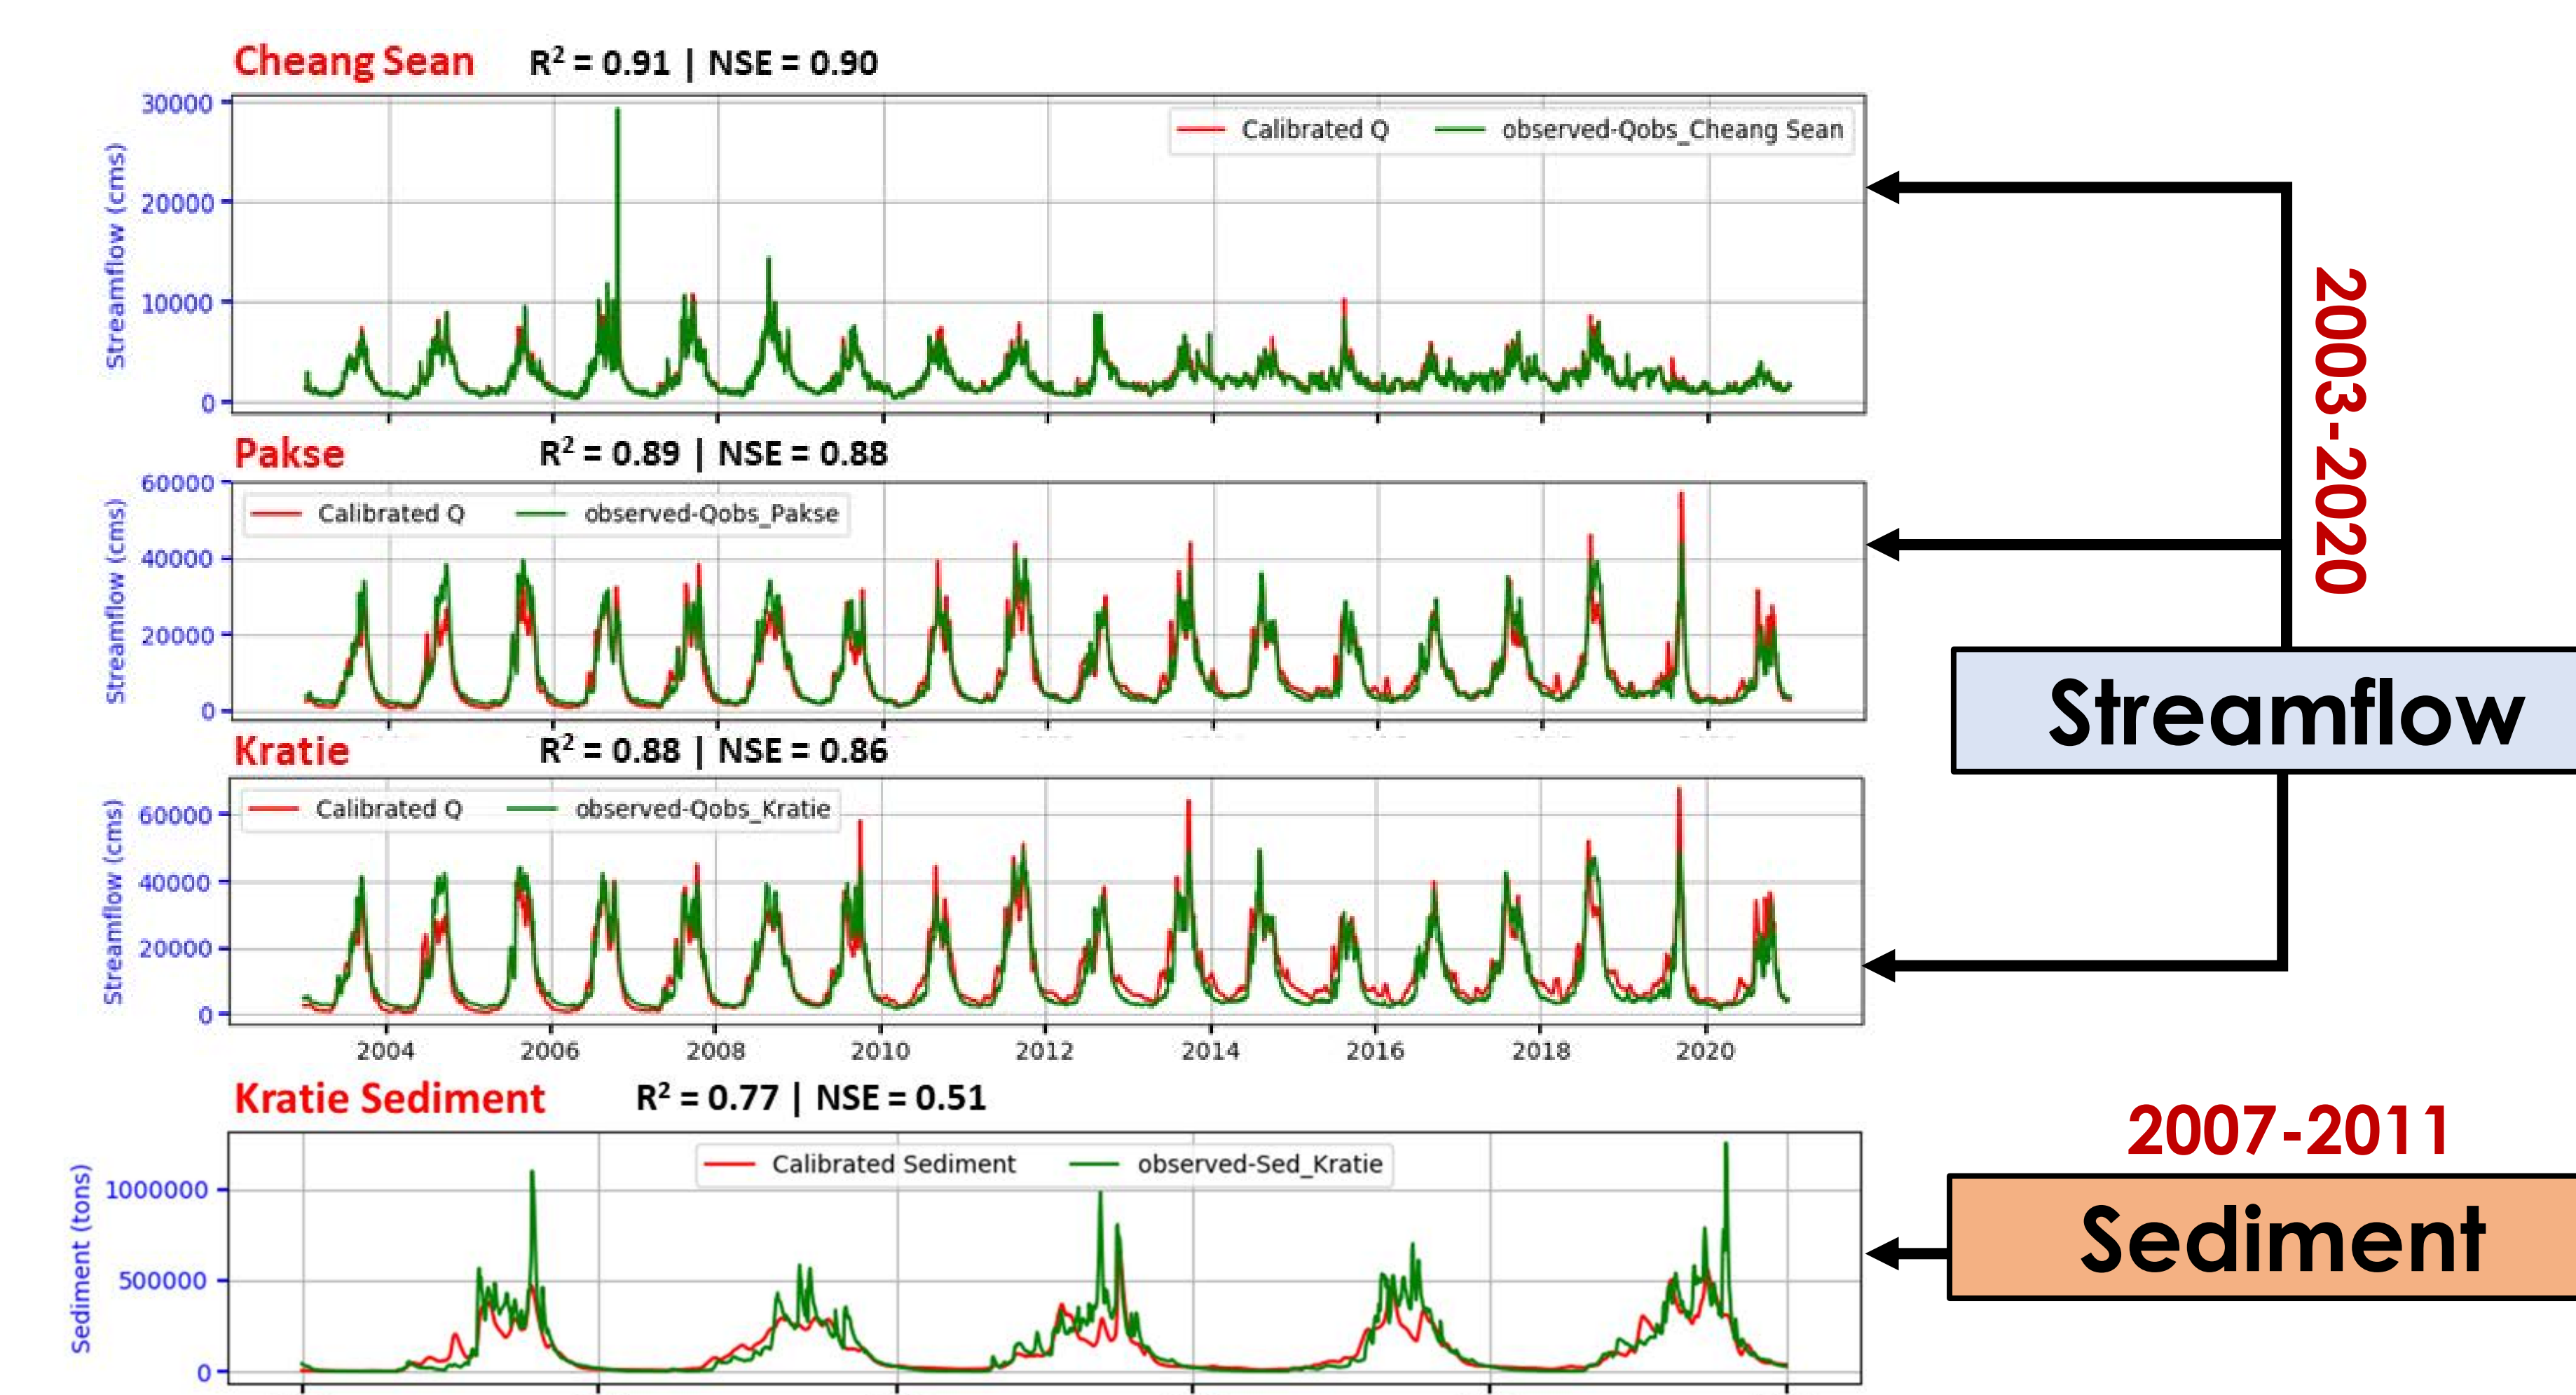 Cheang Sean R² = 0.91 | NSE = 0.90
30000
20000
10000
0
Streamflow (cms)
Calibrated Q observed-Qobs_Cheang Sean
Pakse R² = 0.89 | NSE = 0.88
60000
40000
20000
0
Streamflow (cms)
Calibrated Q observed-Qobs_Pakse
Kratie R² = 0.88 | NSE = 0.86
60000
40000
20000
0
Streamflow (cms)
Calibrated Q observed-Qobs_Kratie
2004 2006 2008 2010 2012 2014 2016 2018 2020
Kratie Sediment R² = 0.77 | NSE = 0.51
1000000
500000
0
Sediment (tons)
Calibrated Sediment observed-Sed_Kratie
2003-2020
Streamflow
2007-2011
Sediment